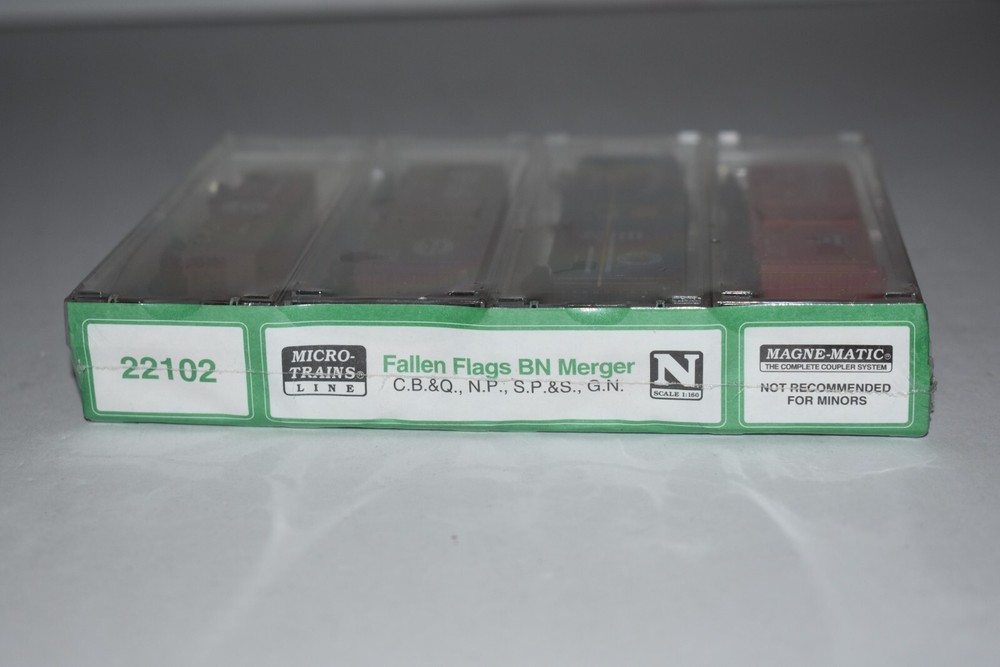 22102
MICRO-
TRAINS®
LINE
Fallen Flags BN Merger
C.B.&Q., N.P., S.P.&S., G.N.
N
SCALE 1:160
MAGNE-MATIC®
THE COMPLETE COUPLER SYSTEM
NOT RECOMMENDED
FOR MINORS